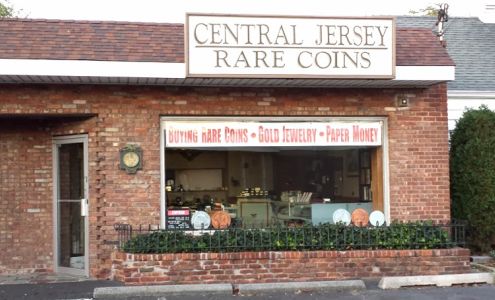 CENTRAL JERSEY
RARE COINS
BUYING RARE COINS • GOLD JEWELRY • PAPER MONEY